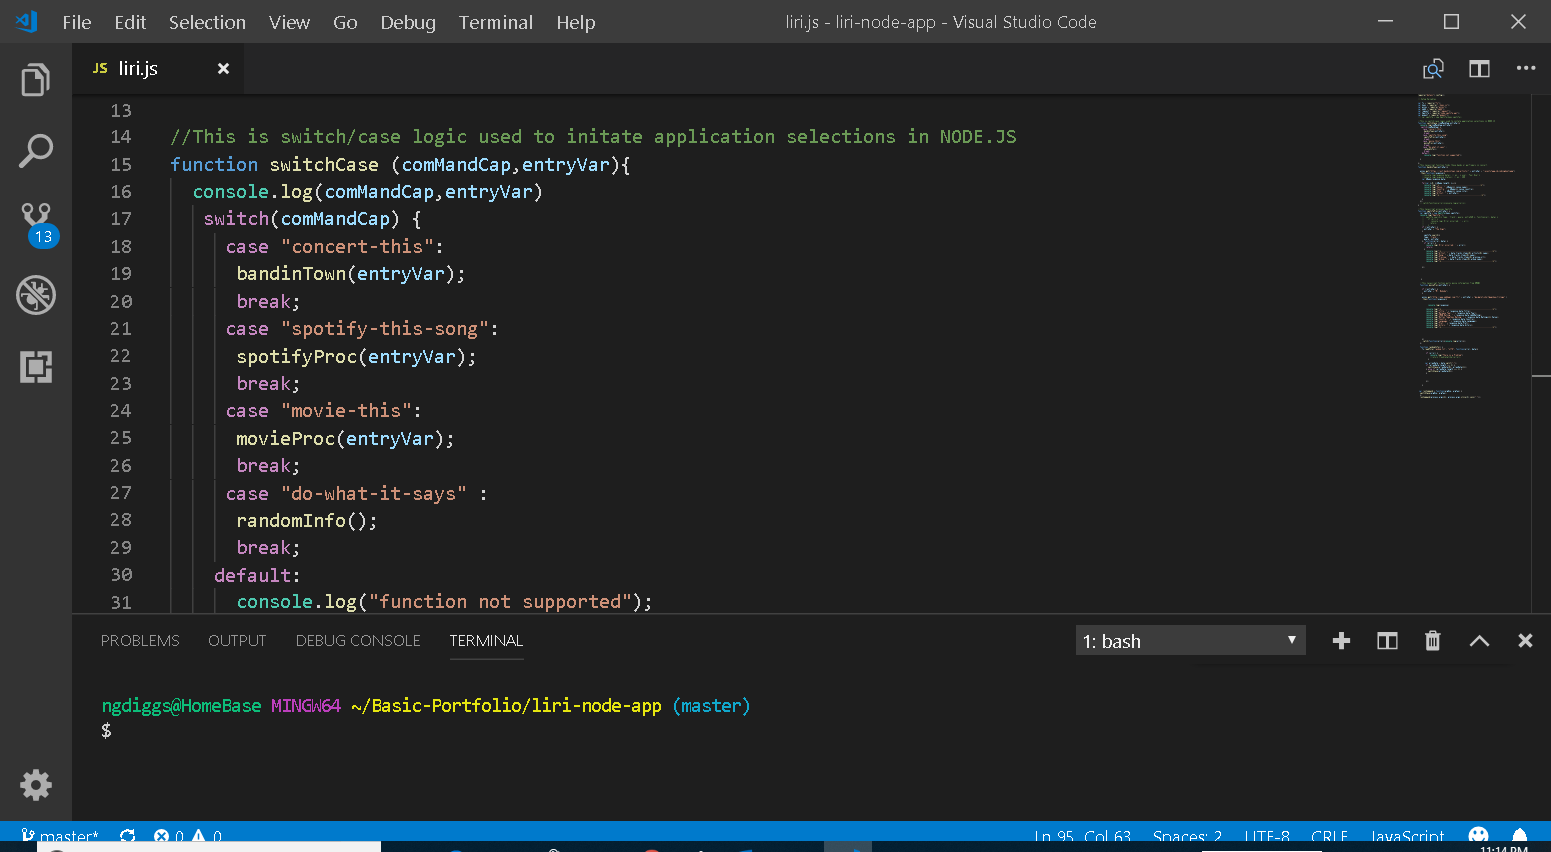 File Edit Selection View Go Debug Terminal Help liri.js - liri-node-app - Visual Studio Code
JS liri.js
13
14 //This is switch/case logic used to initate application selections in NODE.JS
15 function switchCase (comMandCap,entryVar){
16 console.log(comMandCap,entryVar)
17 switch(comMandCap) {
18 case "concert-this":
19 bandinTown(entryVar);
20 break;
21 case "spotify-this-song":
22 spotifyProc(entryVar);
23 break;
24 case "movie-this":
25 movieProc(entryVar);
26 break;
27 case "do-what-it-says" :
28 randomInfo();
29 break;
30 default:
31 console.log("function not supported");
13
PROBLEMS OUTPUT DEBUG CONSOLE TERMINAL 1: bash
ngdiggs@HomeBase MINGW64 ~/Basic-Portfolio/liri-node-app (master)
$
master* 0 0 Ln 95, Col 63 Spaces: 2 UTF-8 CRLF JavaScript
11:14 PM